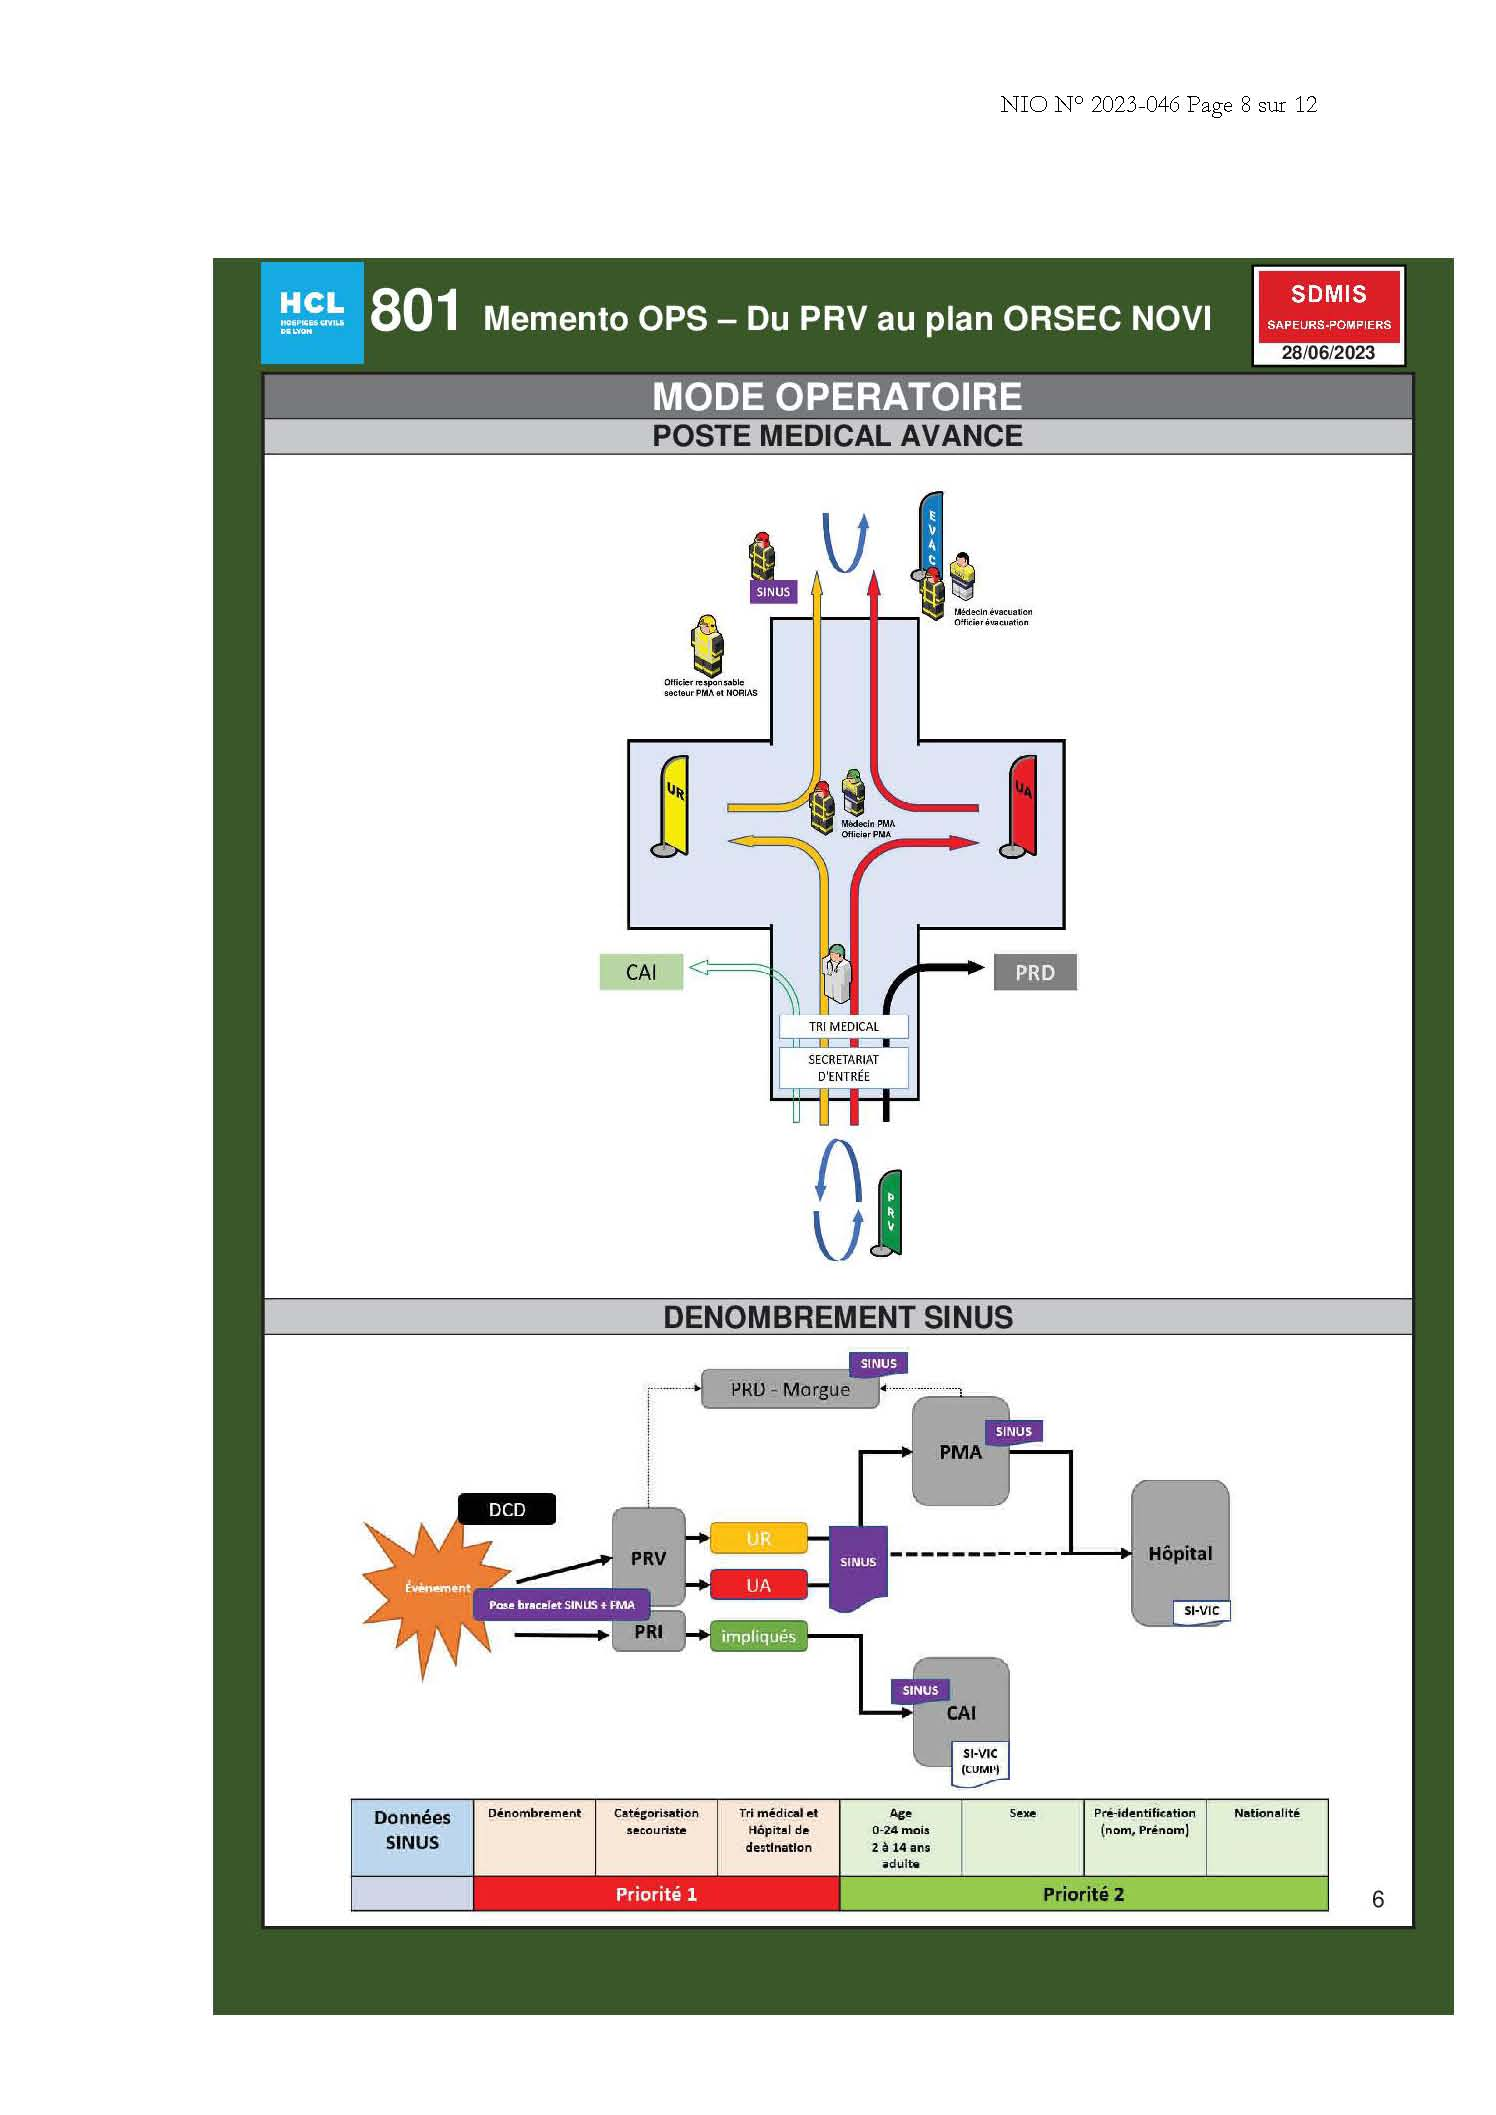 NIO N° 2023-046 Page 8 sur 12
HCL
HOSPICES CIVILS
DE LYON
801 Memento OPS – Du PRV au plan ORSEC NOVI
SDMIS
SAPEURS-POMPIERS
28/06/2023
MODE OPERATOIRE
POSTE MEDICAL AVANCE
EVAC
SINUS
Médecin évacuation
Officier évacuation
Officier responsable
secteur PMA et NORIAS
UR
UA
Médecin PMA
Officier PMA
CAI
PRD
TRI MEDICAL
SECRETARIAT
D'ENTRÉE
PRV
DENOMBREMENT SINUS
SINUS
PRD - Morgue
SINUS
PMA
DCD
UR
PRV
SINUS
Hôpital
UA
Évènement
Pose bracelet SINUS + FMA
SI-VIC
PRI
impliqués
SINUS
CAI
SI-VIC
(CUMP)
Données
SINUS
Dénombrement
Catégorisation
secouriste
Tri médical et
Hôpital de
destination
Age
0-24 mois
2 à 14 ans
adulte
Sexe
Pré-identification
(nom, Prénom)
Nationalité
Priorité 1
Priorité 2
6